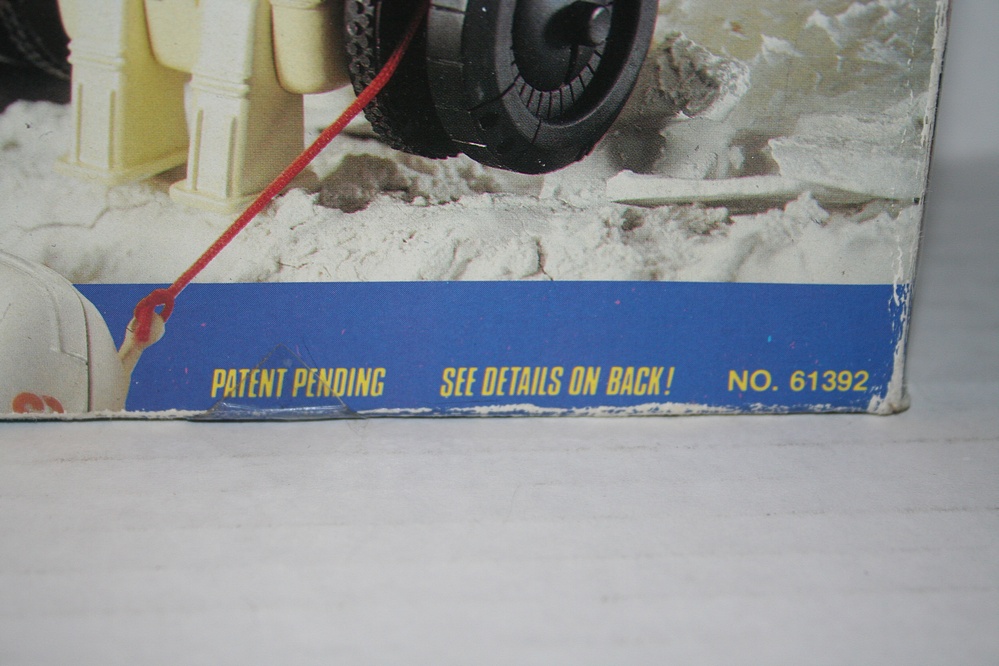 PATENT PENDING SEE DETAILS ON BACK! NO. 61392